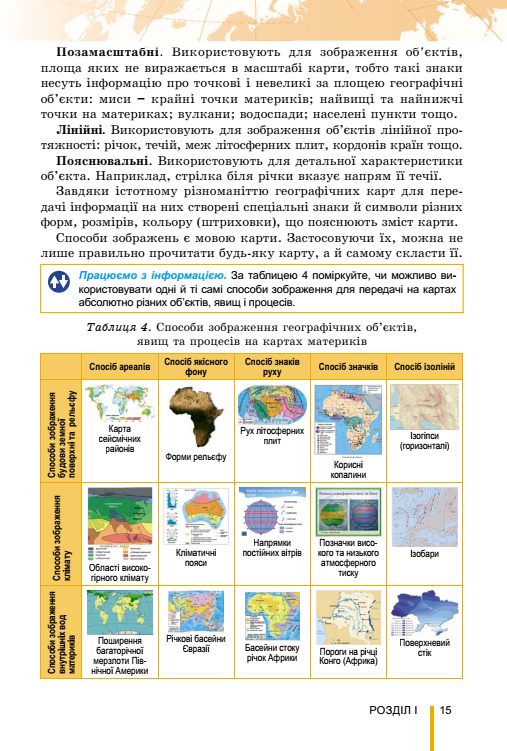 Позамасштабні. Використовують для зображення об'єктів,
площа яких не виражається в масштабі карти, тобто такі знаки
несуть інформацію про точкові і невеликі за площею географічні
об'єкти: миси – крайні точки материків; найвищі та найнижчі
точки на материках; вулкани; водоспади; населені пункти тощо.
Лінійні. Використовують для зображення об'єктів лінійної про-
тяжності: річок, течій, меж літосферних плит, кордонів країн тощо.
Пояснювальні. Використовують для детальної характеристики
об'єкта. Наприклад, стрілка біля річки вказує напрям її течії.
Завдяки істотному різноманіттю географічних карт для пере-
дачі інформації на них створені спеціальні знаки й символи різних
форм, розмірів, кольору (штриховки), що пояснюють зміст карти.
Способи зображень є мовою карти. Застосовуючи їх, можна не
лише правильно прочитати будь-яку карту, а й самому скласти її.
Працюємо з інформацією. За таблицею 4 поміркуйте, чи можливо ви-
користовувати одні й ті самі способи зображення для передачі на картах
абсолютно різних об'єктів, явищ і процесів.
Таблиця 4. Способи зображення географічних об'єктів,
явищ та процесів на картах материків
Спосіб ареалів
Спосіб якісного
фону
Спосіб знаків
руху
Спосіб значків
Спосіб ізоліній
Способи зображення
будови земної
поверхні та рельєфу
Карта
сейсмічних
районів
Форми рельєфу
Рух літосферних
плит
Корисні
копалини
Ізогіпси
(горизонталі)
Способи зображення
клімату
Області високо-
гірного клімату
Кліматичні
пояси
Напрямки
постійних вітрів
Позначки висо-
кого та низького
атмосферного
тиску
Ізобари
Способи зображення
внутрішніх вод
материків
Поширення
багаторічної
мерзлоти Пів-
нічної Америки
Річкові басейни
Євразії
Басейни стоку
річок Африки
Пороги на річці
Конго (Африка)
Поверхневий
стік
РОЗДІЛ І 15